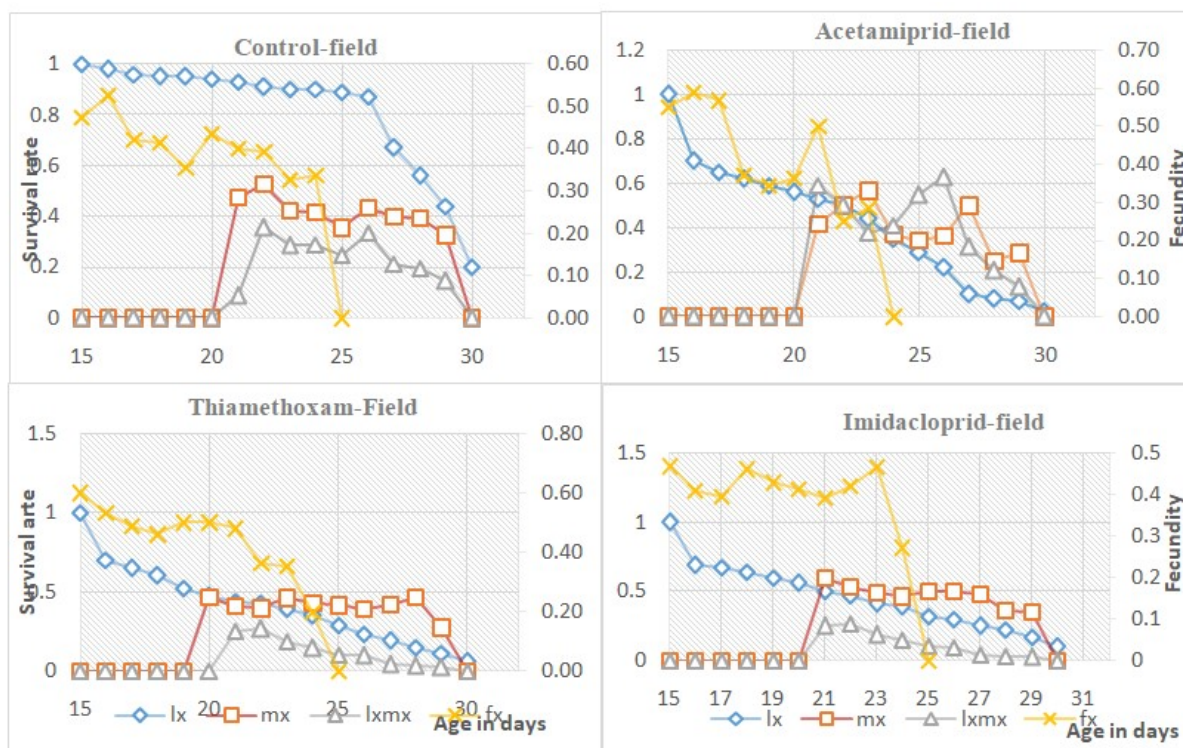 Control-field
Survival rate
1
0.8
0.6
0.4
0.2
0
0.60
0.50
0.40
0.30
0.20
0.10
0.00
15 20 25 30
Acetamiprid-field
1.2
1
0.8
0.6
0.4
0.2
0
0.70
0.60
0.50
0.40
0.30
0.20
0.10
0.00
Fecundity
15 20 25 30
Thiamethoxam-Field
Survival arte
1.5
1
0.5
0
0.80
0.60
0.40
0.20
0.00
15 20 25 30
lx mx lxmx fx
Age in days
Imidacloprid-field
1.5
1
0.5
0
0.5
0.4
0.3
0.2
0.1
0
Fecundity
15 17 19 21 23 25 27 29 31
lx mx lxmx fx
Age in days